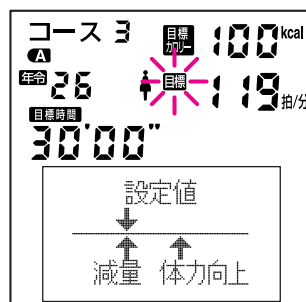 コース 3 目標カロリー 100 kcal
A
年令 26 目標 119 拍/分
目標時間
30'00"
設定値
減量 体力向上